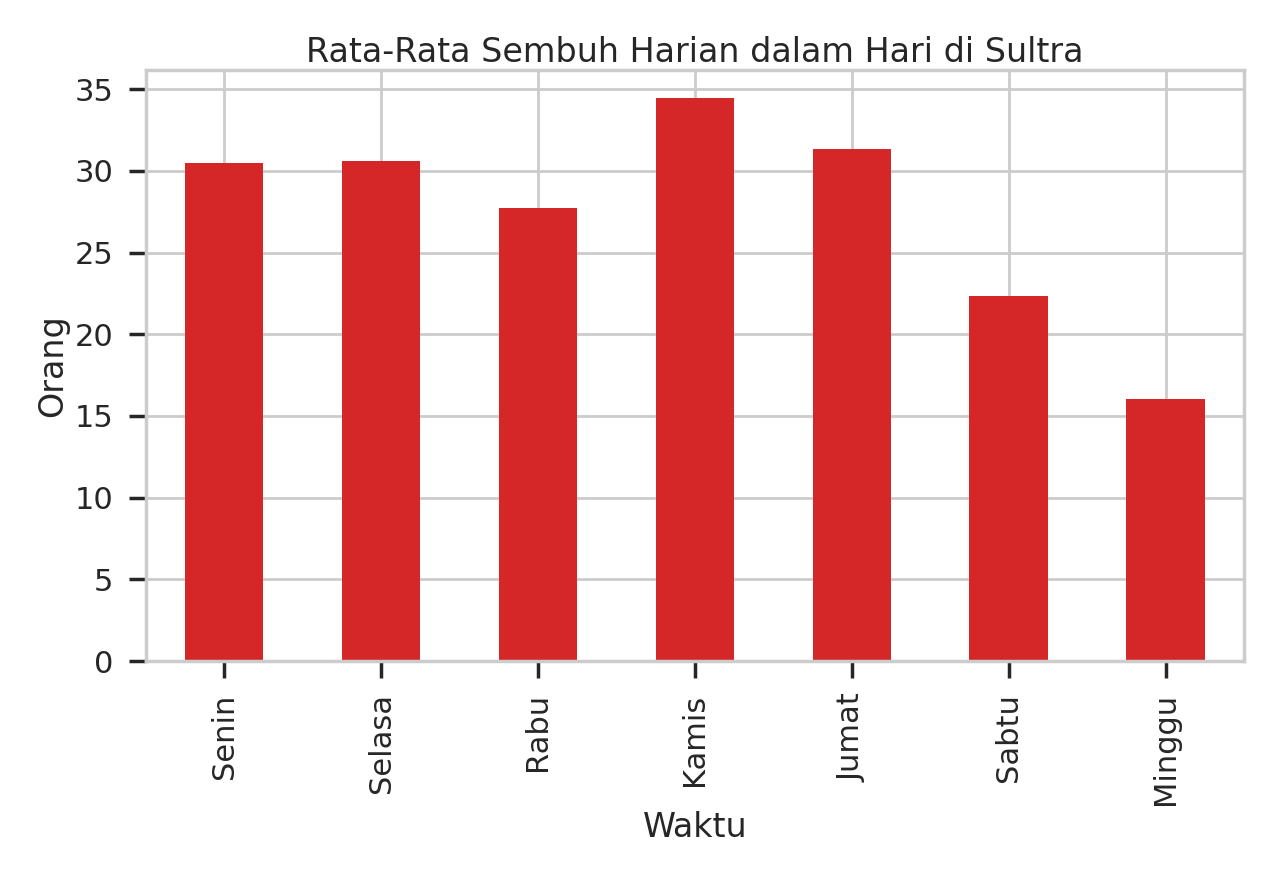 Rata-Rata Sembuh Harian dalam Hari di Sultra
35
30
25
20
15
10
5
0
Orang
Senin
Selasa
Rabu
Kamis
Jumat
Sabtu
Minggu
Waktu